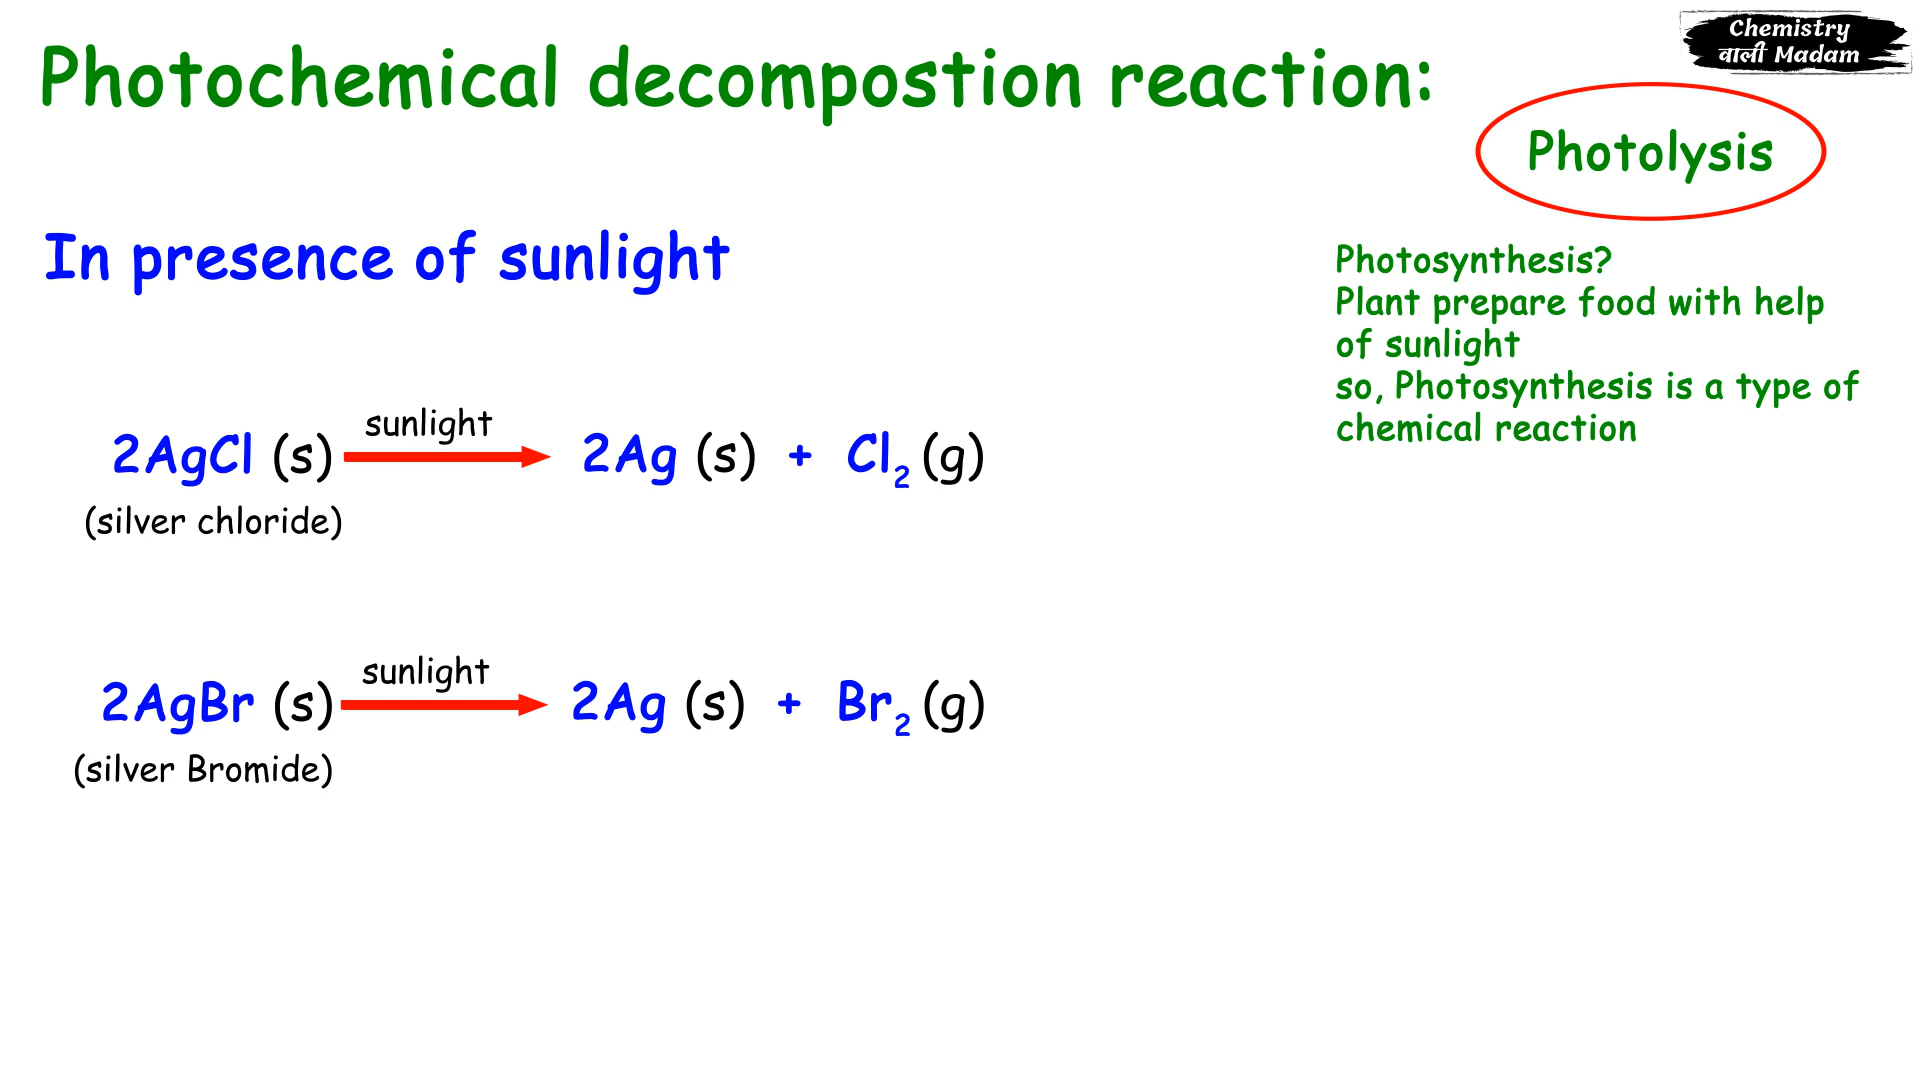 Chemistry
वाली Madam
Photochemical decompostion reaction:
Photolysis
In presence of sunlight
Photosynthesis?
Plant prepare food with help
of sunlight
so, Photosynthesis is a type of
chemical reaction
sunlight
2AgCl (s) 2Ag (s) + Cl₂ (g)
(silver chloride)
sunlight
2AgBr (s) 2Ag (s) + Br₂ (g)
(silver Bromide)